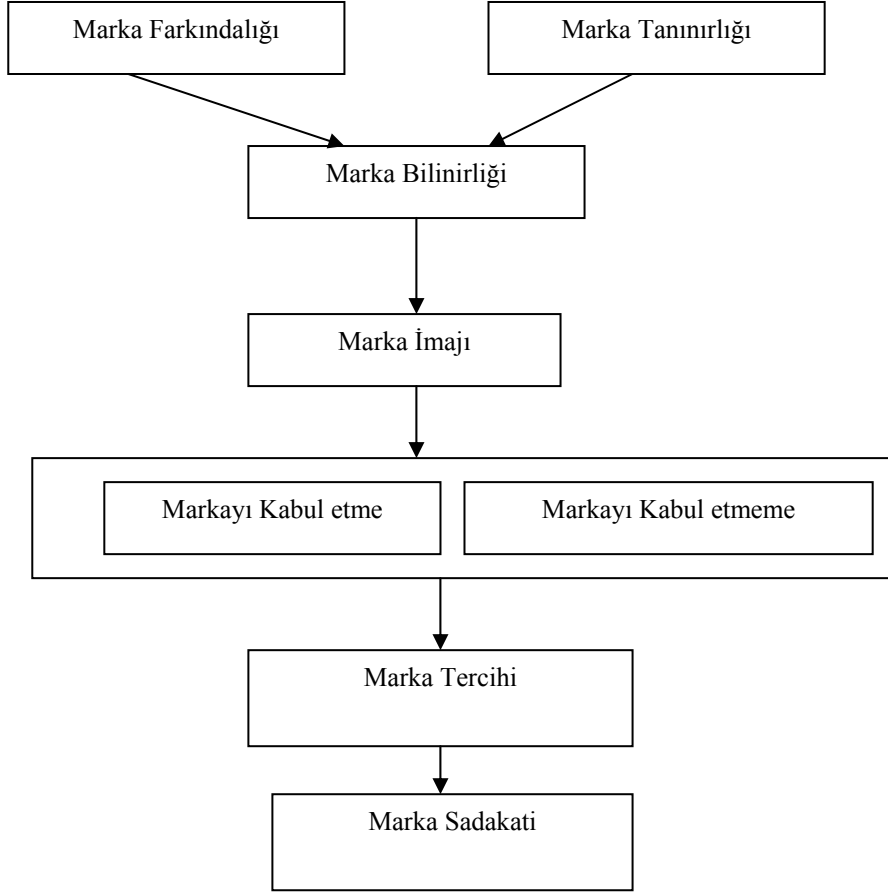 Marka Farkındalığı
Marka Tanınırlığı
Marka Bilinirliği
Marka İmajı
Markayı Kabul etme
Markayı Kabul etmeme
Marka Tercihi
Marka Sadakati